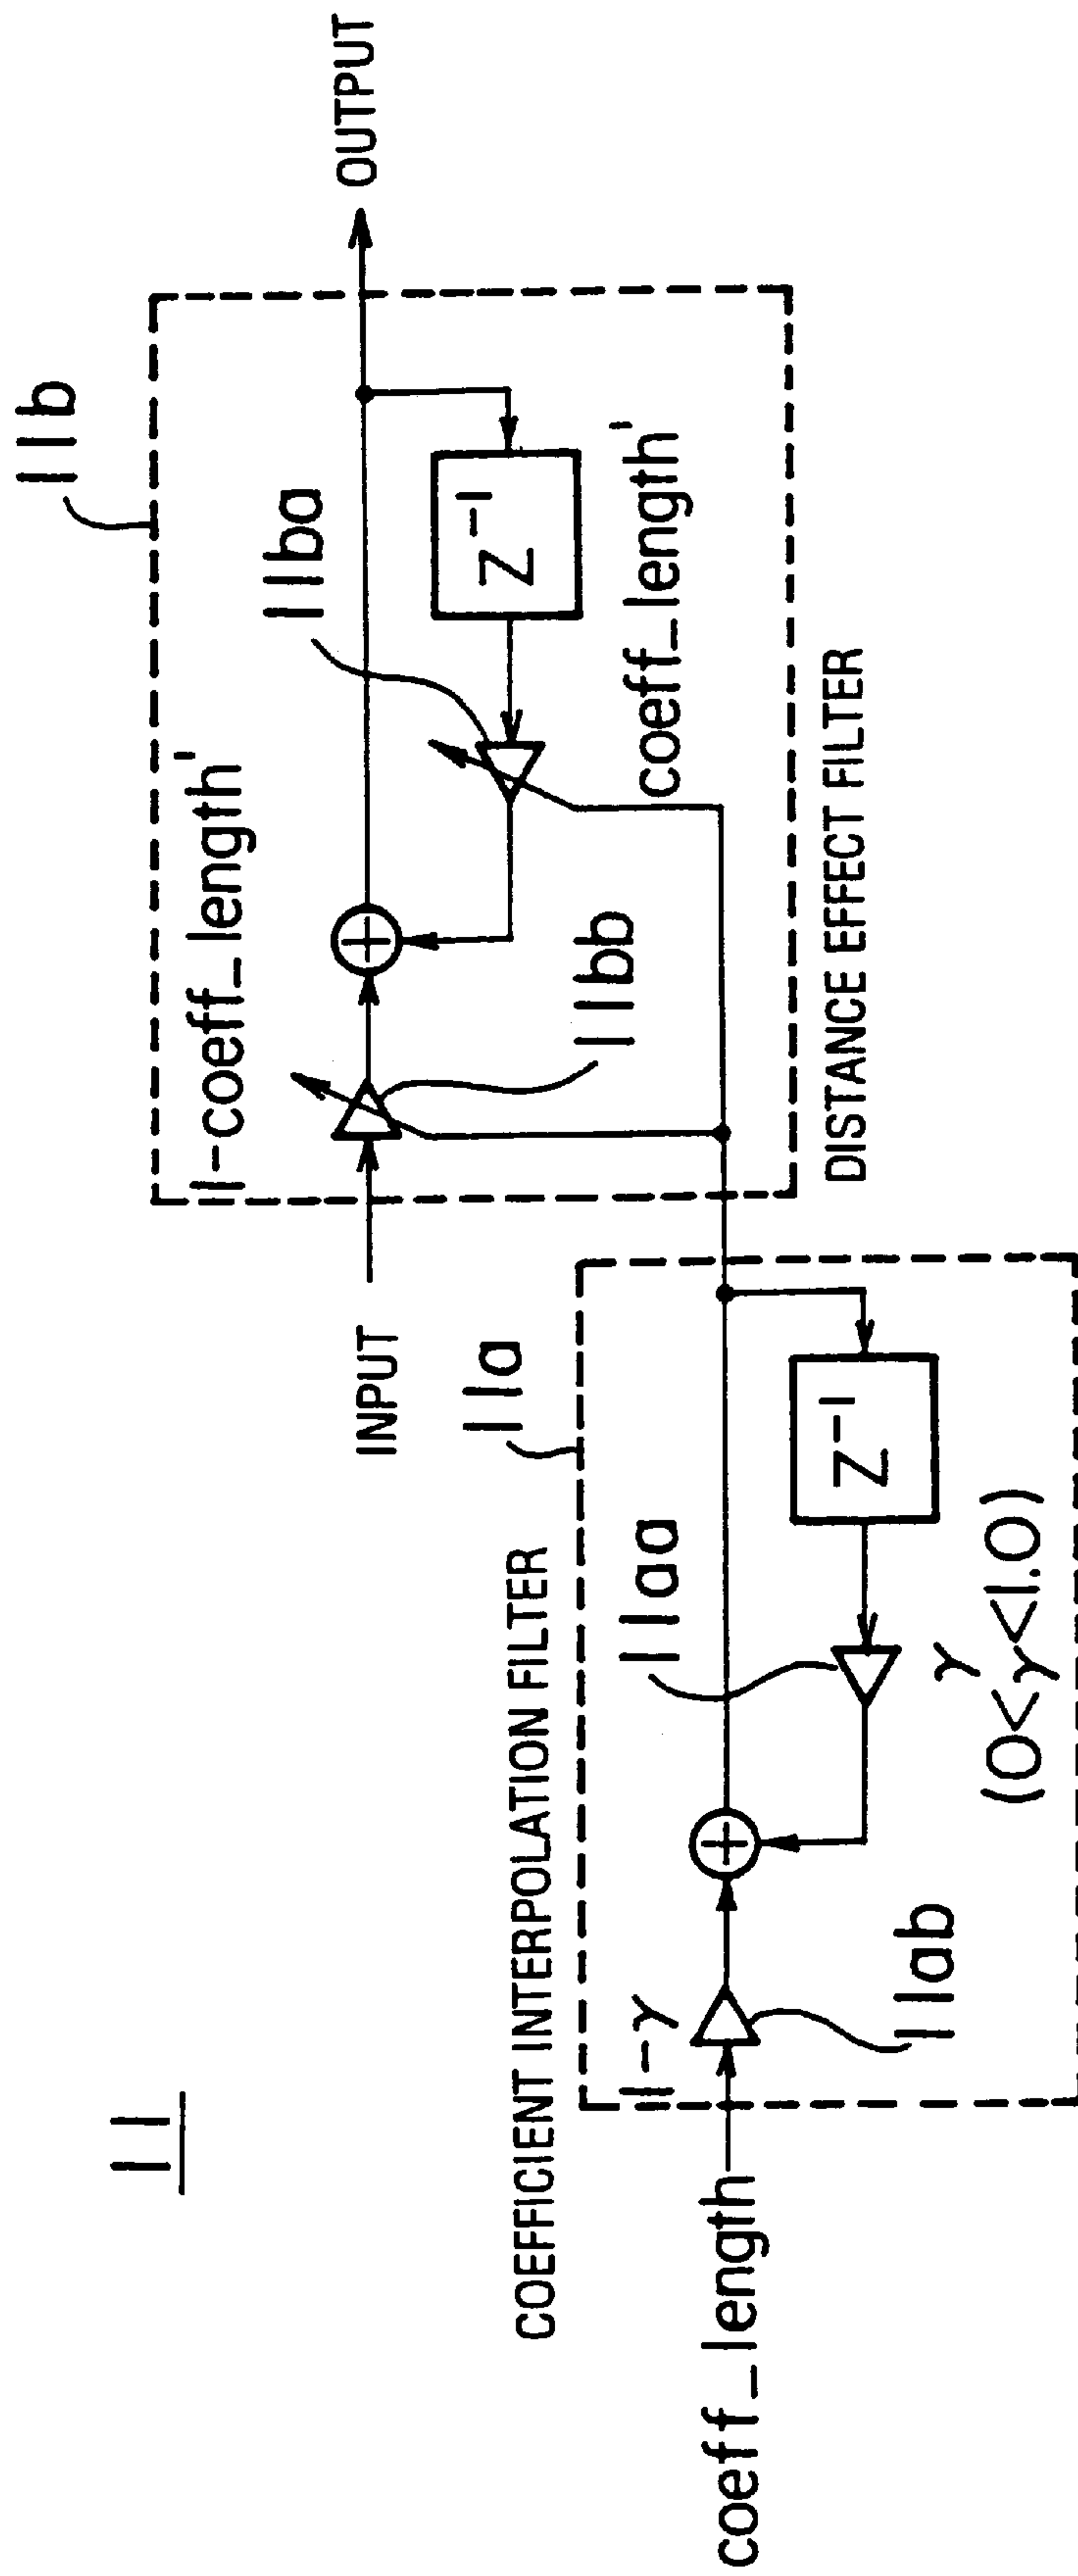 11
11b
1-coeff_length'
11ba
OUTPUT
Z⁻¹
coeff_length'
11bb
INPUT
DISTANCE EFFECT FILTER
COEFFICIENT INTERPOLATION FILTER
11a
1-γ
11aa
Z⁻¹
coeff_length
11ab
γ
(0<γ<1.0)